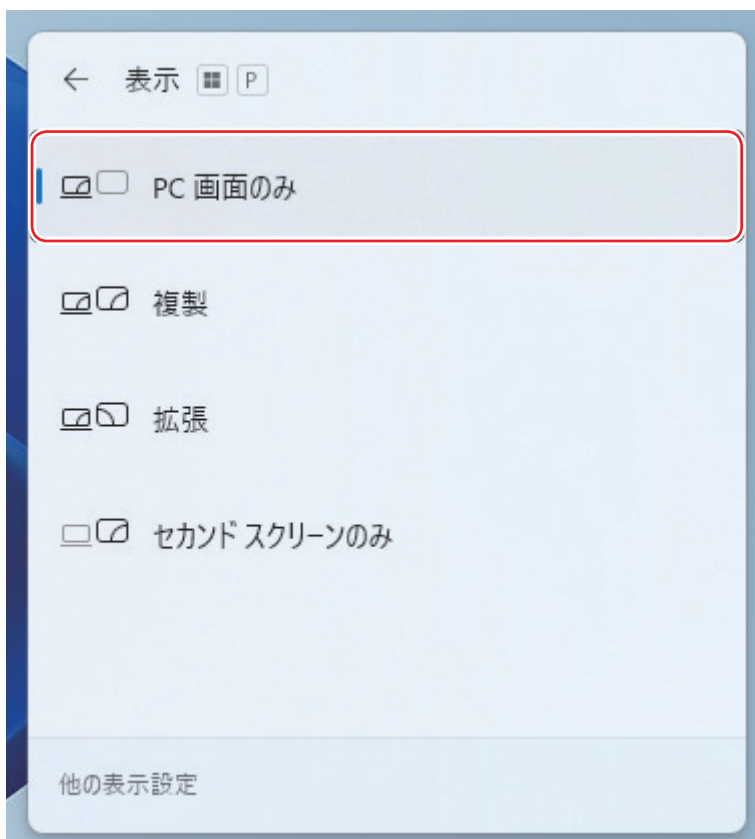 表示 P
PC 画面のみ
複製
拡張
セカンド スクリーンのみ
他の表示設定